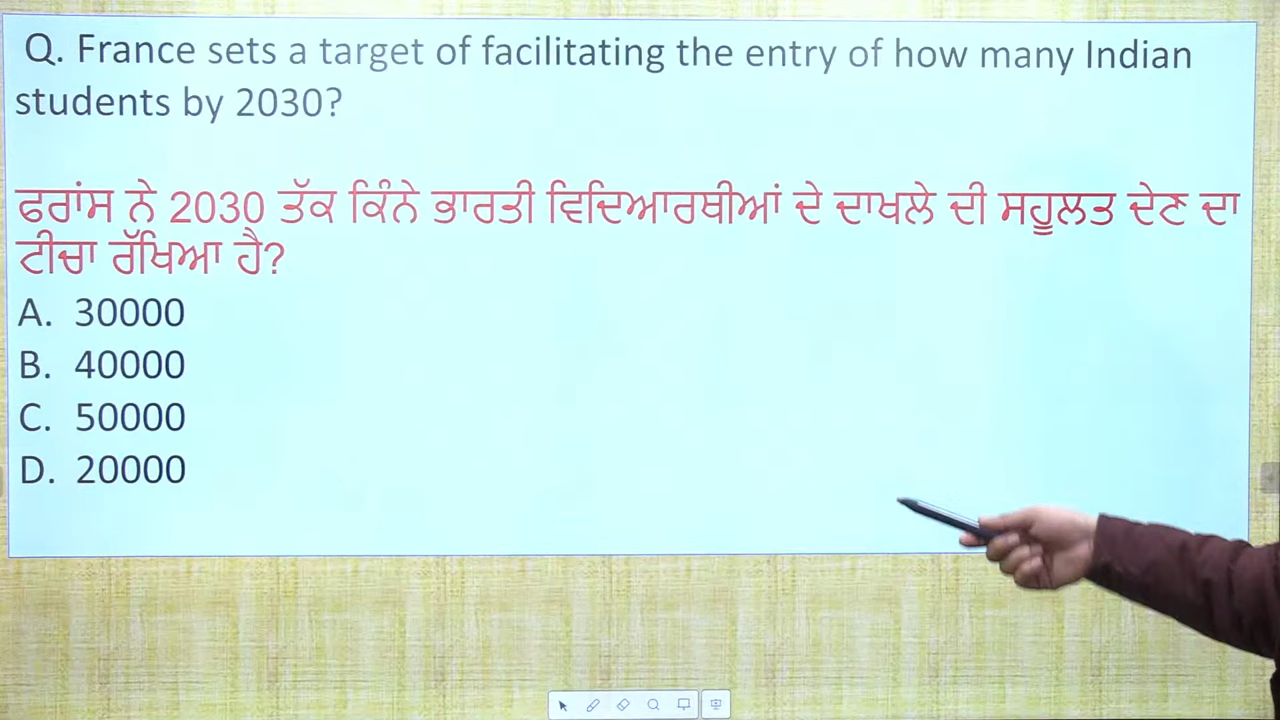 Q. France sets a target of facilitating the entry of how many Indian
students by 2030?
ਫਰਾਂਸ ਨੇ 2030 ਤੱਕ ਕਿੰਨੇ ਭਾਰਤੀ ਵਿਦਿਆਰਥੀਆਂ ਦੇ ਦਾਖਲੇ ਦੀ ਸਹੂਲਤ ਦੇਣ ਦਾ
ਟੀਚਾ ਰੱਖਿਆ ਹੈ?
A. 30000
B. 40000
C. 50000
D. 20000